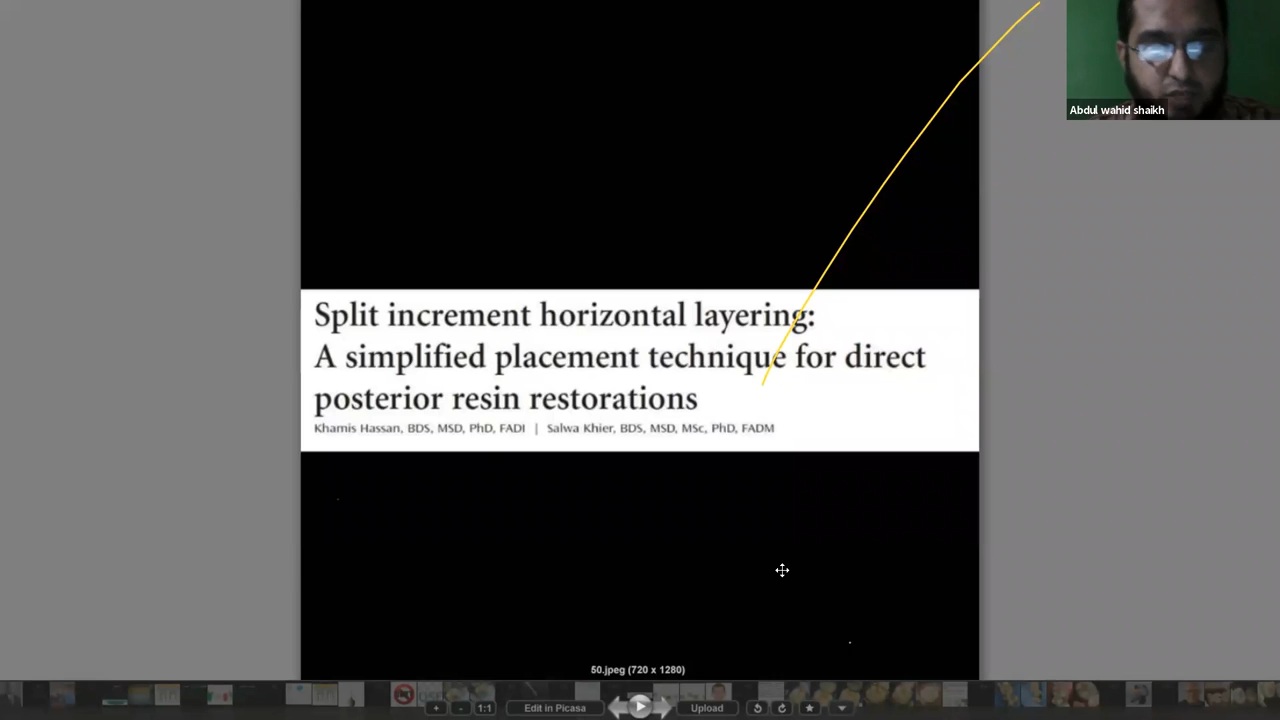 Abdul wahid shaikh
Split increment horizontal layering:
A simplified placement technique for direct
posterior resin restorations
Khamis Hassan, BDS, MSD, PhD, FADI | Salwa Khier, BDS, MSD, MSc, PhD, FADM
50.jpeg (720 x 1280)
+ - 1:1 Edit in Picasa Upload